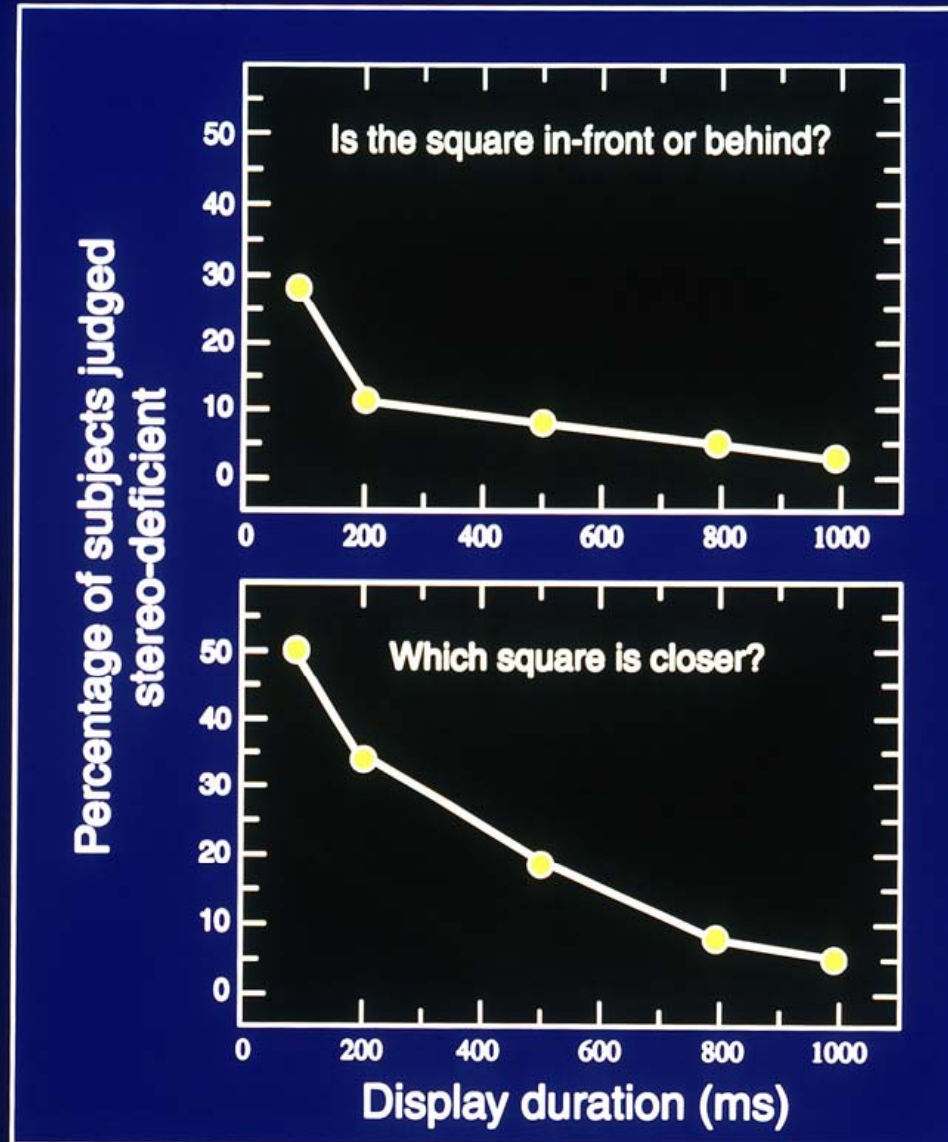 Percentage of subjects judged
stereo-deficient
Is the square in-front or behind?
50
40
30
20
10
0
0 200 400 600 800 1000
Which square is closer?
50
40
30
20
10
0
0 200 400 600 800 1000
Display duration (ms)